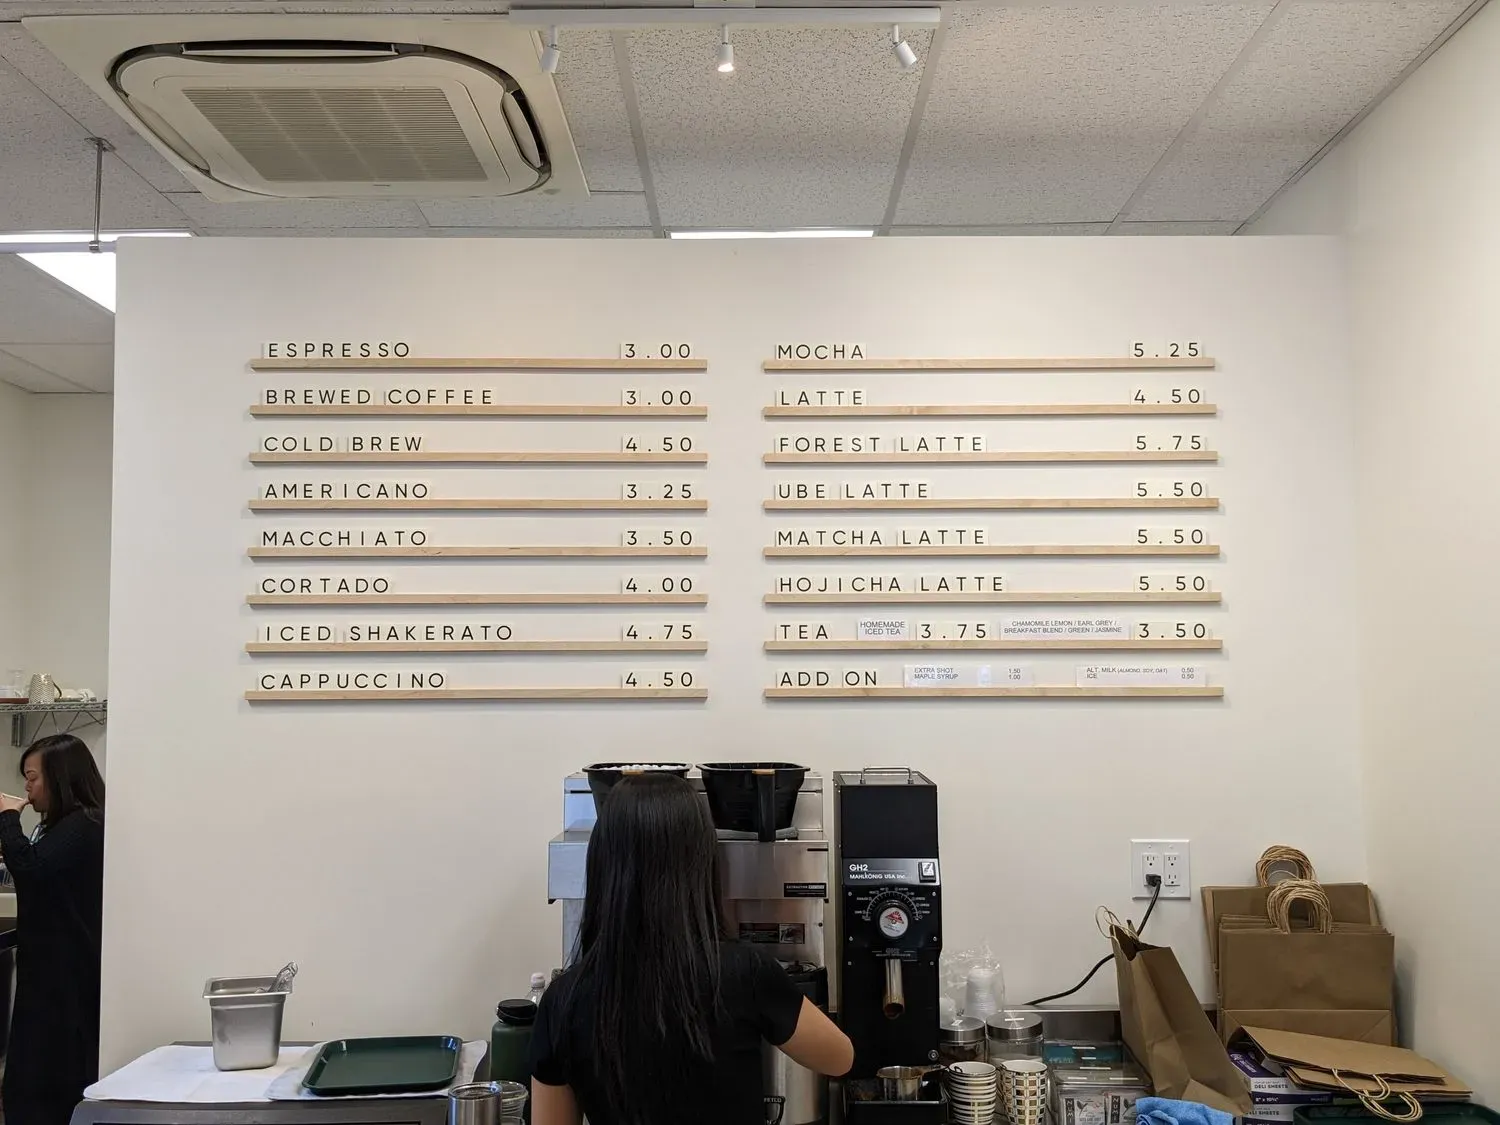 ESPRESSO 3.00
BREWED COFFEE 3.00
COLD BREW 4.50
AMERICANO 3.25
MACCHIATO 3.50
CORTADO 4.00
ICED SHAKERATO 4.75
CAPPUCCINO 4.50
MOCHA 5.25
LATTE 4.50
FOREST LATTE 5.75
UBE LATTE 5.50
MATCHA LATTE 5.50
HOJICHA LATTE 5.50
TEA HOMEMADE ICED TEA 3.75 CHAMOMILE LEMON / EARL GREY / BREAKFAST BLEND / GREEN / JASMINE 3.50
ADD ON
EXTRA SHOT 1.50
MAPLE SYRUP 1.00
ALT. MILK (ALMOND, SOY, OAT) 0.50
ICE 0.50
GH2
MAHLKÖNIG USA Inc.
DELI SHEETS
DELI SHEETS